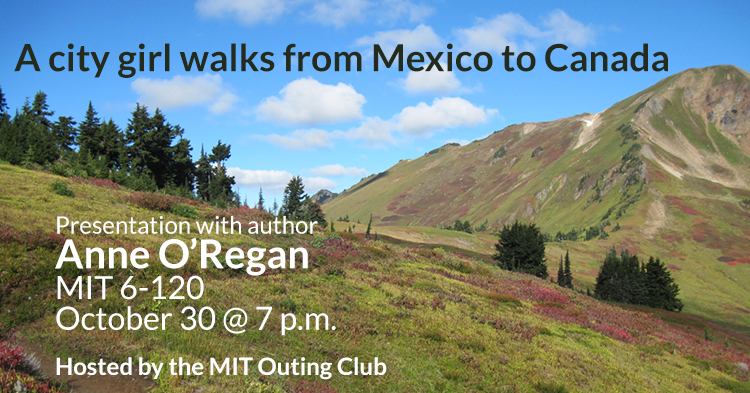 A city girl walks from Mexico to Canada
Presentation with author
Anne O'Regan
MIT 6-120
October 30 @ 7 p.m.
Hosted by the MIT Outing Club